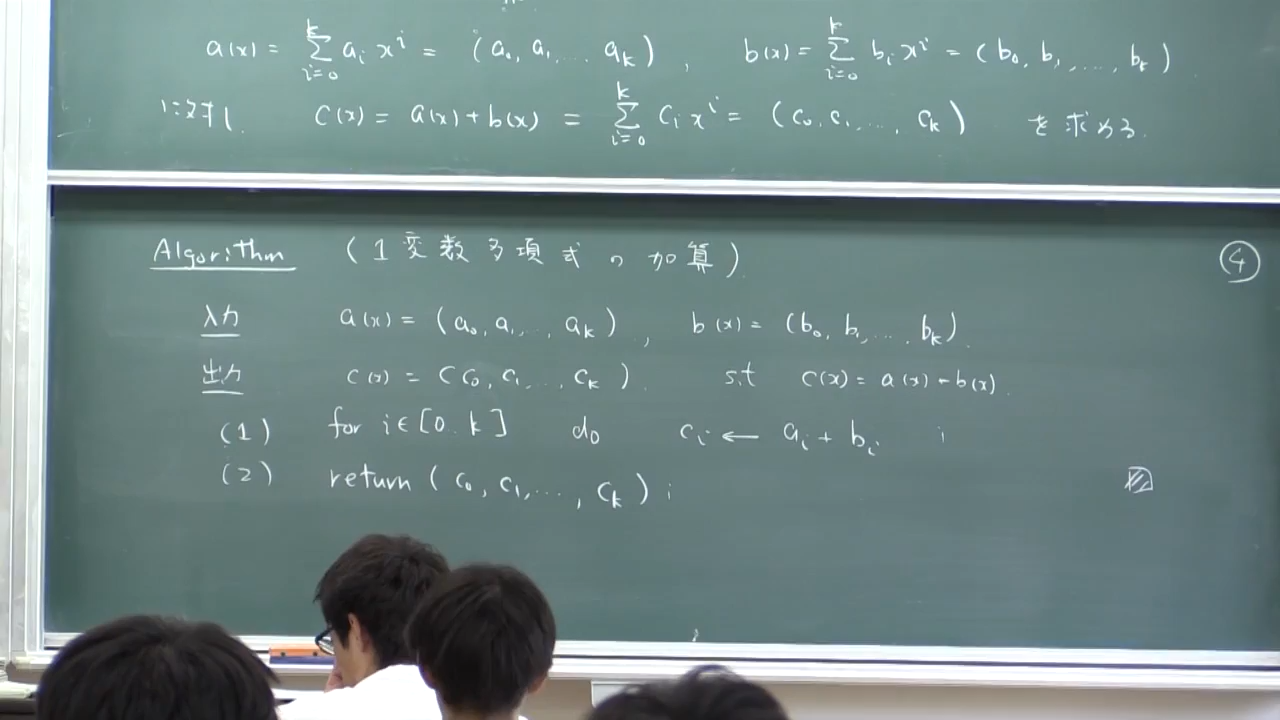 a(x) = Σ_{i=0}^{k} a_i x^i = (a_0, a_1, ... a_k), b(x) = Σ_{i=0}^{k} b_i x^i = (b_0, b_1, ..., b_k)
に対し c(x) = a(x) + b(x) = Σ_{i=0}^{k} c_i x^i = (c_0, c_1, ..., c_k) を求める.
Algorithm (1変数多項式の加算) ④
入力 a(x) = (a_0, a_1, ..., a_k), b(x) = (b_0, b_1, ... b_k).
出力 c(x) = (c_0, c_1, ..., c_k). s.t c(x) = a(x) + b(x).
(1) for i ∈ [0..k] do c_i ← a_i + b_i ;
(2) return (c_0, c_1, ..., c_k) ;